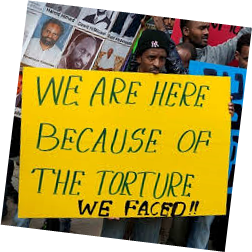 WE ARE HERE
BECAUSE OF
THE TORTURE
WE FACED!!